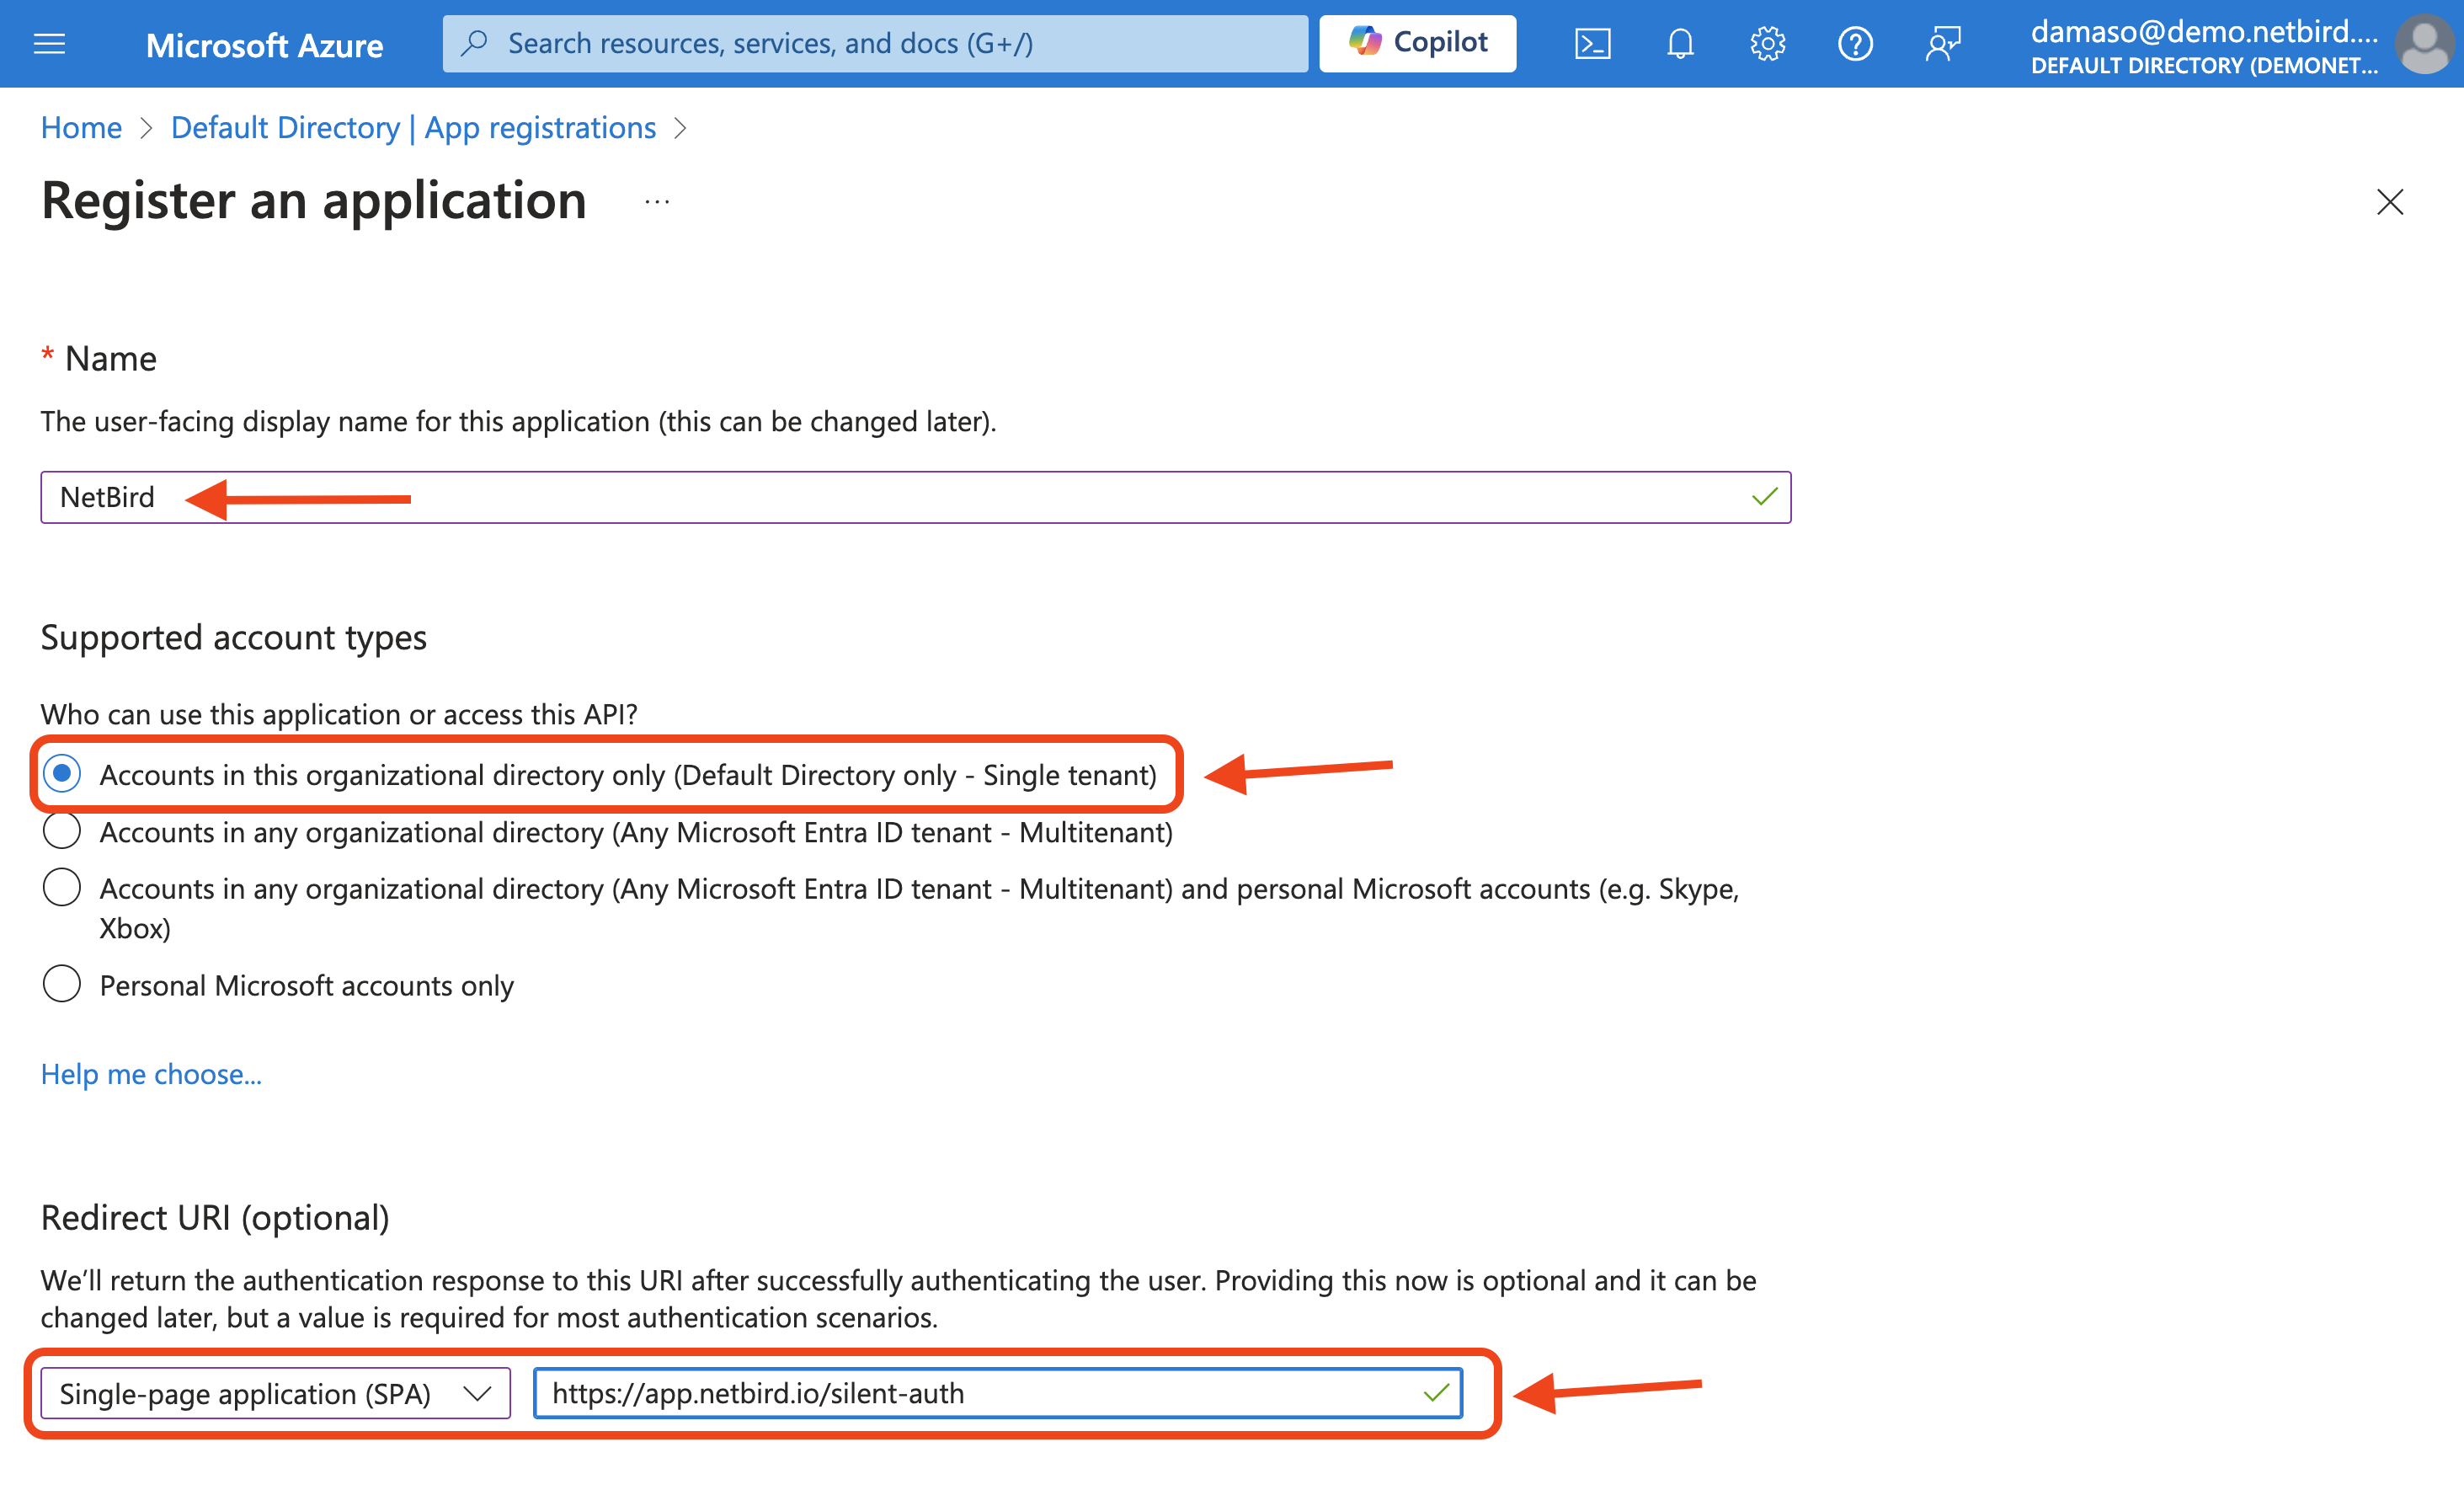 Microsoft Azure
Search resources, services, and docs (G+/)
Copilot
damaso@demo.netbird....
DEFAULT DIRECTORY (DEMONET...
Home > Default Directory | App registrations >
Register an application ...
* Name
The user-facing display name for this application (this can be changed later).
NetBird
Supported account types
Who can use this application or access this API?
Accounts in this organizational directory only (Default Directory only - Single tenant)
Accounts in any organizational directory (Any Microsoft Entra ID tenant - Multitenant)
Accounts in any organizational directory (Any Microsoft Entra ID tenant - Multitenant) and personal Microsoft accounts (e.g. Skype,
Xbox)
Personal Microsoft accounts only
Help me choose...
Redirect URI (optional)
We’ll return the authentication response to this URI after successfully authenticating the user. Providing this now is optional and it can be
changed later, but a value is required for most authentication scenarios.
Single-page application (SPA)
https://app.netbird.io/silent-auth